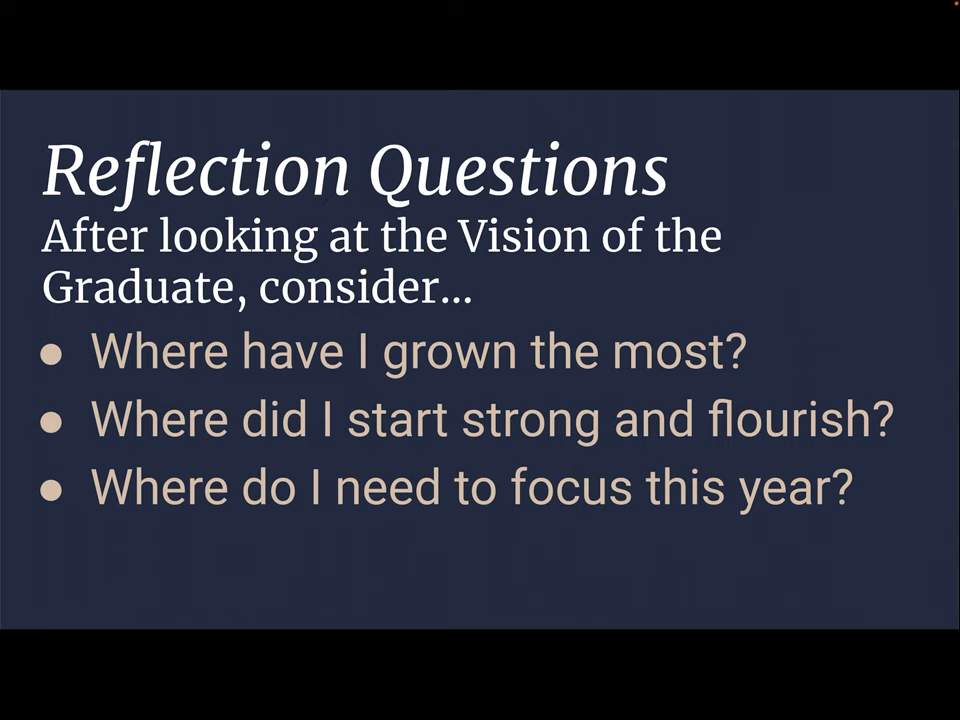 Reflection Questions
After looking at the Vision of the
Graduate, consider...
● Where have I grown the most?
● Where did I start strong and flourish?
● Where do I need to focus this year?